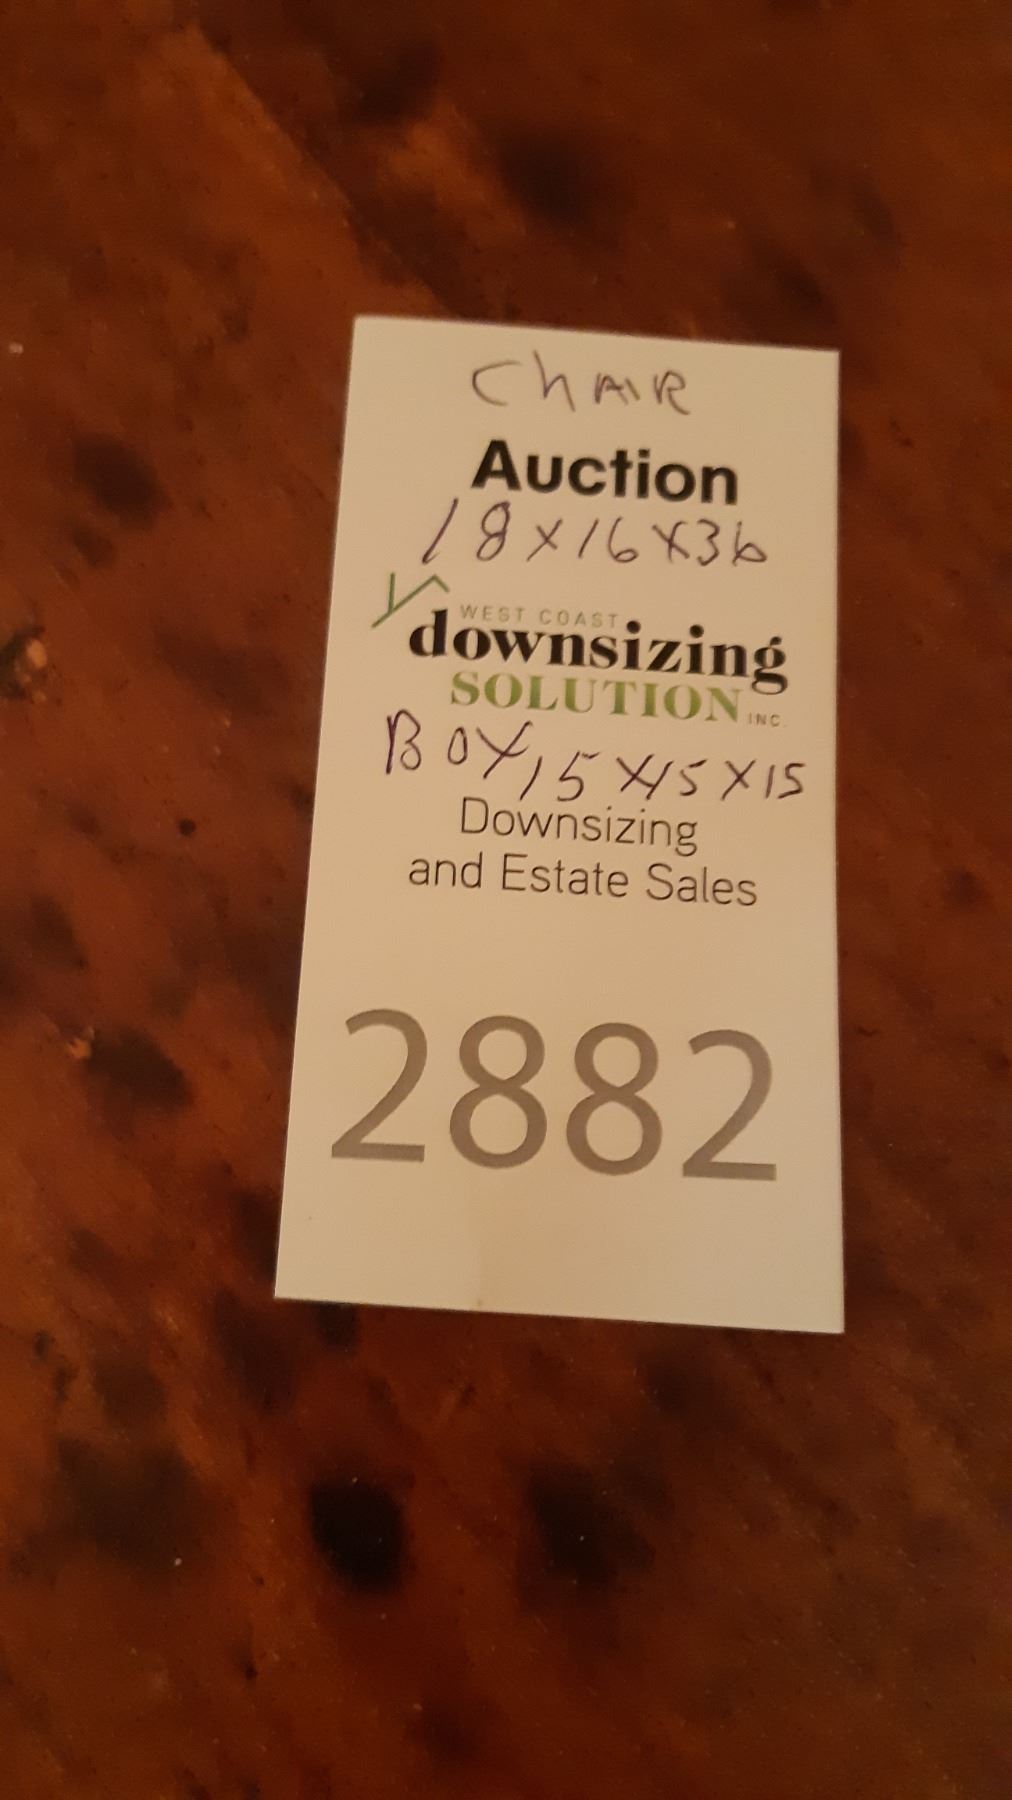 ChAIR
Auction
18x16x36
WEST COAST
downsizing
SOLUTION INC.
BOX 15x15x15
Downsizing
and Estate Sales
2882